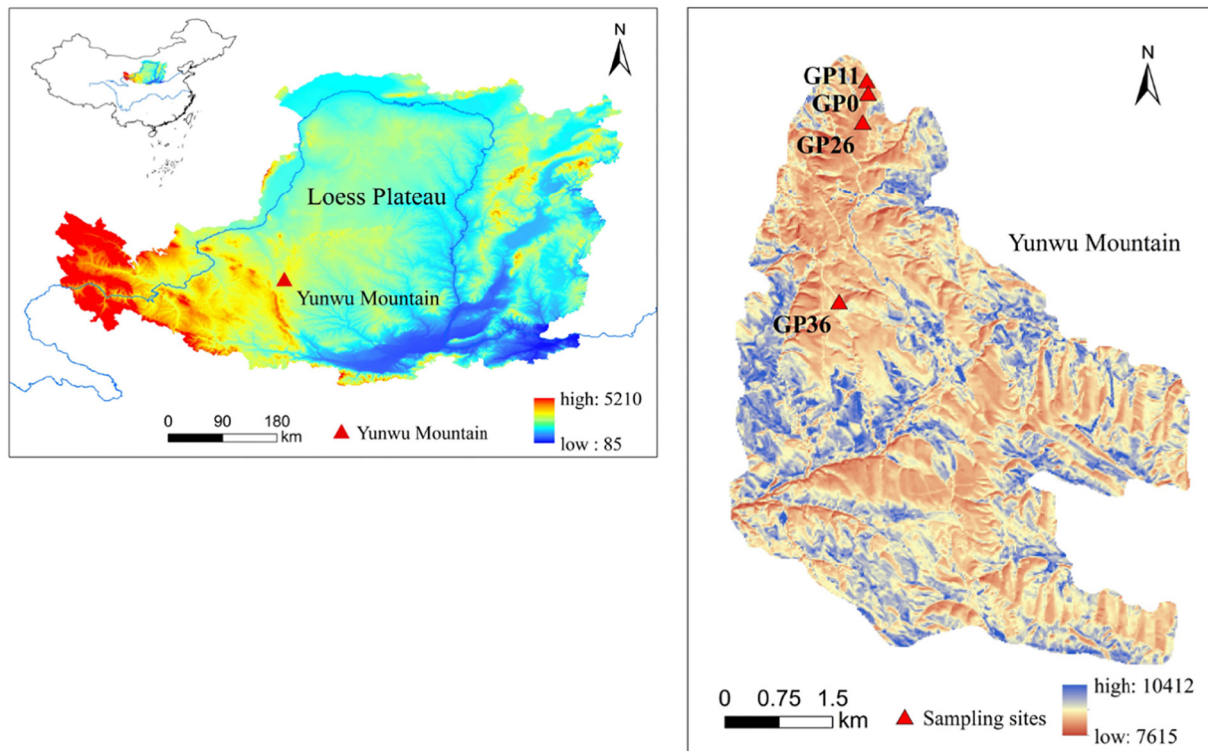 N
Loess Plateau
Yunwu Mountain
0 90 180
km
Yunwu Mountain
high: 5210
low : 85
N
GP11
GP0
GP26
Yunwu Mountain
GP36
0 0.75 1.5
km
Sampling sites
high: 10412
low: 7615